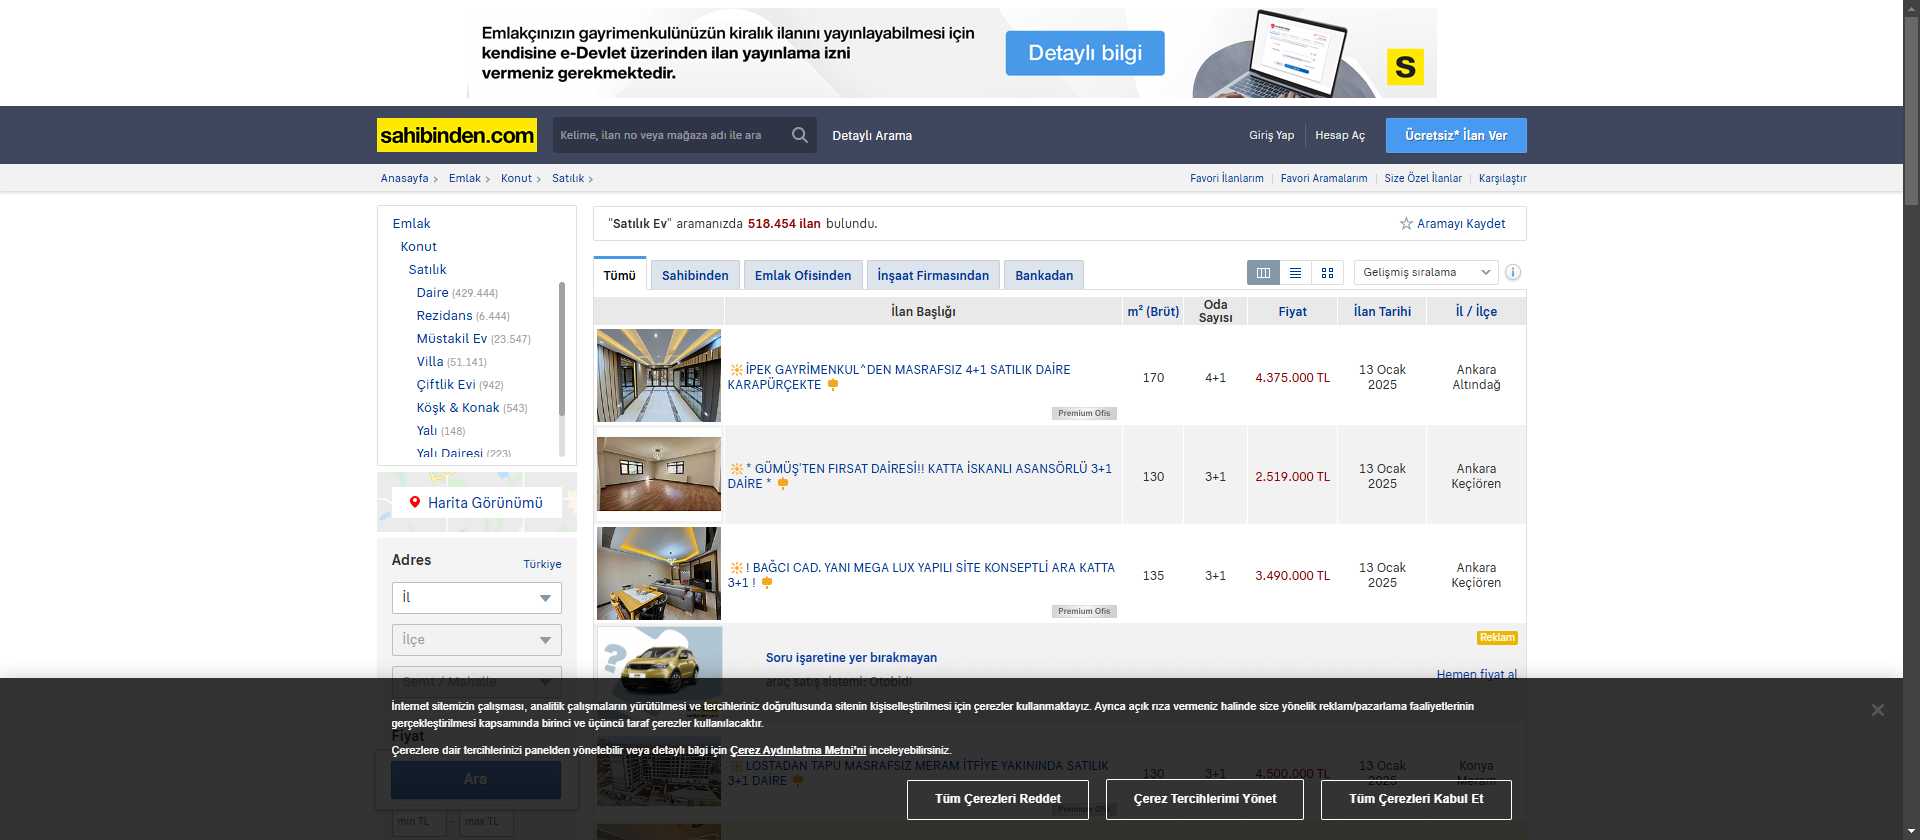 Emlakçınızın gayrimenkulünüzün kiralık ilanını yayınlayabilmesi için
kendisine e-Devlet üzerinden ilan yayınlama izni
vermeniz gerekmektedir.
Detaylı bilgi
S
sahibinden.com
Kelime, ilan no veya mağaza adı ile ara
Detaylı Arama
Giriş Yap
Hesap Aç
Ücretsiz* İlan Ver
Anasayfa > Emlak > Konut > Satılık >
Favori İlanlarım | Favori Aramalarım | Size Özel İlanlar | Karşılaştır
Emlak
Konut
Satılık
Daire (429.444)
Rezidans (6.444)
Müstakil Ev (23.547)
Villa (51.141)
Çiftlik Evi (942)
Köşk & Konak (543)
Yalı (148)
Yalı Dairesi (223)
Harita Görünümü
Adres
Türkiye
İl
İlçe
Semt / Mahalle
Fiyat
Ara
min TL - max TL
"Satılık Ev" aramanızda 518.454 ilan bulundu.
Aramayı Kaydet
Tümü
Sahibinden
Emlak Ofisinden
İnşaat Firmasından
Bankadan
Gelişmiş sıralama
İlan Başlığı
m² (Brüt)
Oda
Sayısı
Fiyat
İlan Tarihi
İl / İlçe
İPEK GAYRİMENKUL^DEN MASRAFSIZ 4+1 SATILIK DAİRE
KARAPÜRÇEKTE
Premium Ofis
170
4+1
4.375.000 TL
13 Ocak
2025
Ankara
Altındağ
* GÜMÜŞ'TEN FIRSAT DAİRESİ!! KATTA İSKANLI ASANSÖRLÜ 3+1
DAİRE *
130
3+1
2.519.000 TL
13 Ocak
2025
Ankara
Keçiören
! BAĞCI CAD. YANI MEGA LUX YAPILI SİTE KONSEPTLİ ARA KATTA
3+1 !
Premium Ofis
135
3+1
3.490.000 TL
13 Ocak
2025
Ankara
Keçiören
Reklam
Soru işaretine yer bırakmayan
araç satış sistemi: Otobid!
Hemen fiyat al
LOSTADAN TAPU MASRAFSIZ MERAM İTFİYE YAKININDA SATILIK
3+1 DAİRE
Premium Ofis
130
3+1
4.500.000 TL
13 Ocak
2025
Konya
Meram
İnternet sitemizin çalışması, analitik çalışmaların yürütülmesi ve tercihleriniz doğrultusunda sitenin kişiselleştirilmesi için çerezler kullanmaktayız. Ayrıca açık rıza vermeniz halinde size yönelik reklam/pazarlama faaliyetlerinin
gerçekleştirilmesi kapsamında birinci ve üçüncü taraf çerezler kullanılacaktır.
Çerezlere dair tercihlerinizi panelden yönetebilir veya detaylı bilgi için Çerez Aydınlatma Metni'ni inceleyebilirsiniz.
Tüm Çerezleri Reddet
Çerez Tercihlerimi Yönet
Tüm Çerezleri Kabul Et